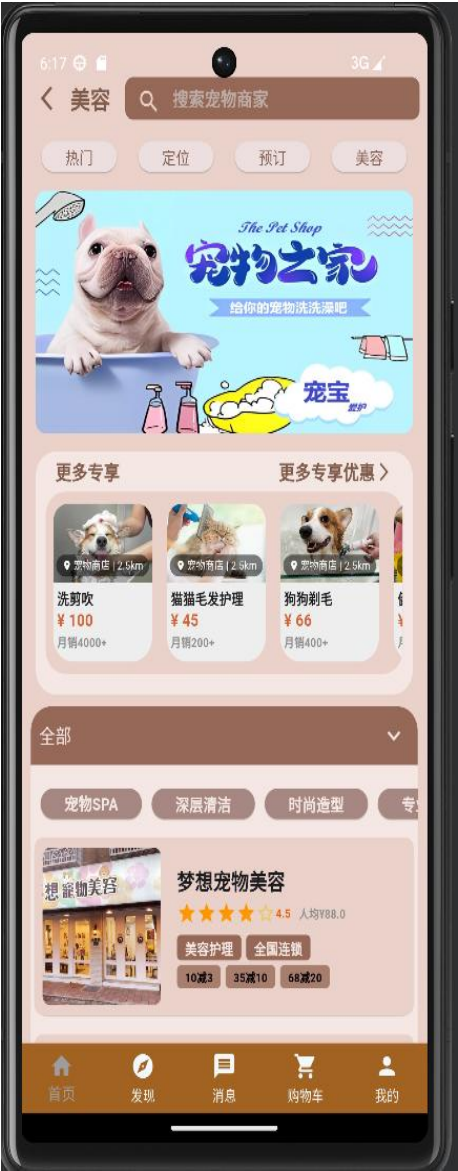 6:17
3G
美容
搜索宠物商家
热门
定位
预订
美容
The Pet Shop
宠物之家
给你的宠物洗洗澡吧
宠宝
更多专享
更多专享优惠
宠物商店 | 2.5km
宠物商店 | 2.5km
宠物商店 | 2.5km
洗剪吹
猫猫毛发护理
狗狗剃毛
¥ 100
¥ 45
¥ 66
月销4000+
月销200+
月销400+
全部
宠物SPA
深层清洁
时尚造型
想寵物美容
梦想宠物美容
4.5 人均¥88.0
美容护理
全国连锁
10减3
35减10
68减20
首页
发现
消息
购物车
我的